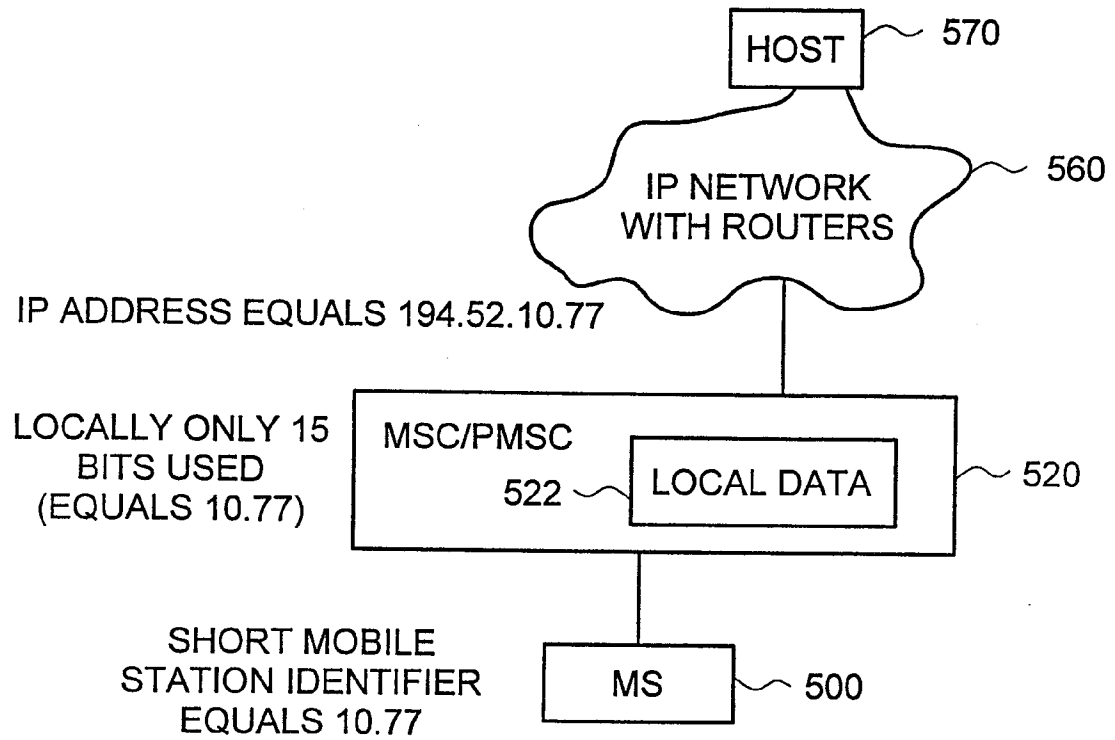 HOST
570
560
IP NETWORK
WITH ROUTERS
IP ADDRESS EQUALS 194.52.10.77
LOCALLY ONLY 15
BITS USED
(EQUALS 10.77)
MSC/PMSC
522
LOCAL DATA
520
SHORT MOBILE
STATION IDENTIFIER
EQUALS 10.77
MS
500